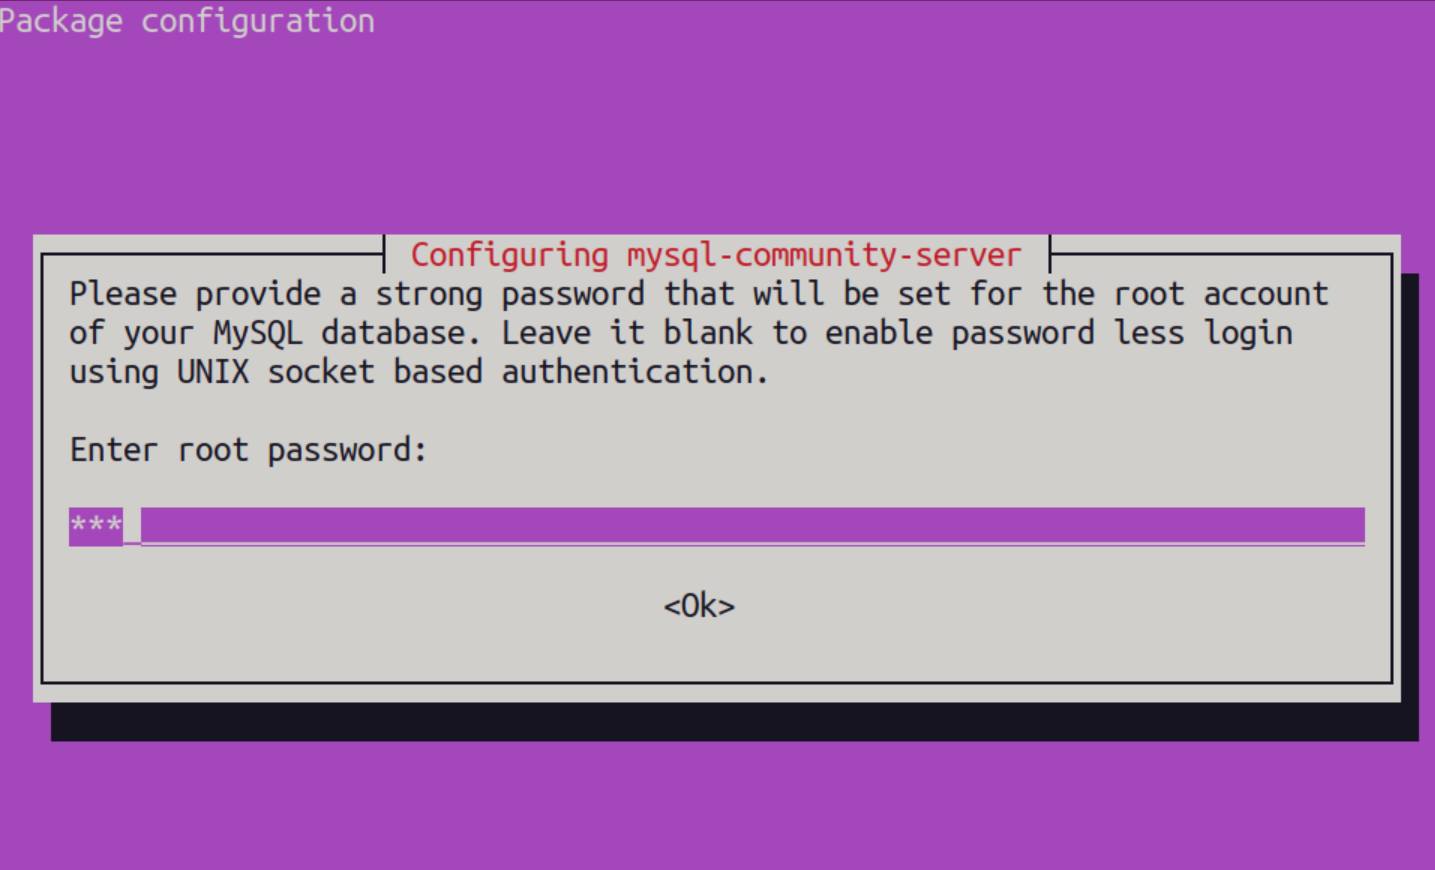 Package configuration
Configuring mysql-community-server
Please provide a strong password that will be set for the root account
of your MySQL database. Leave it blank to enable password less login
using UNIX socket based authentication.
Enter root password:
***
<Ok>